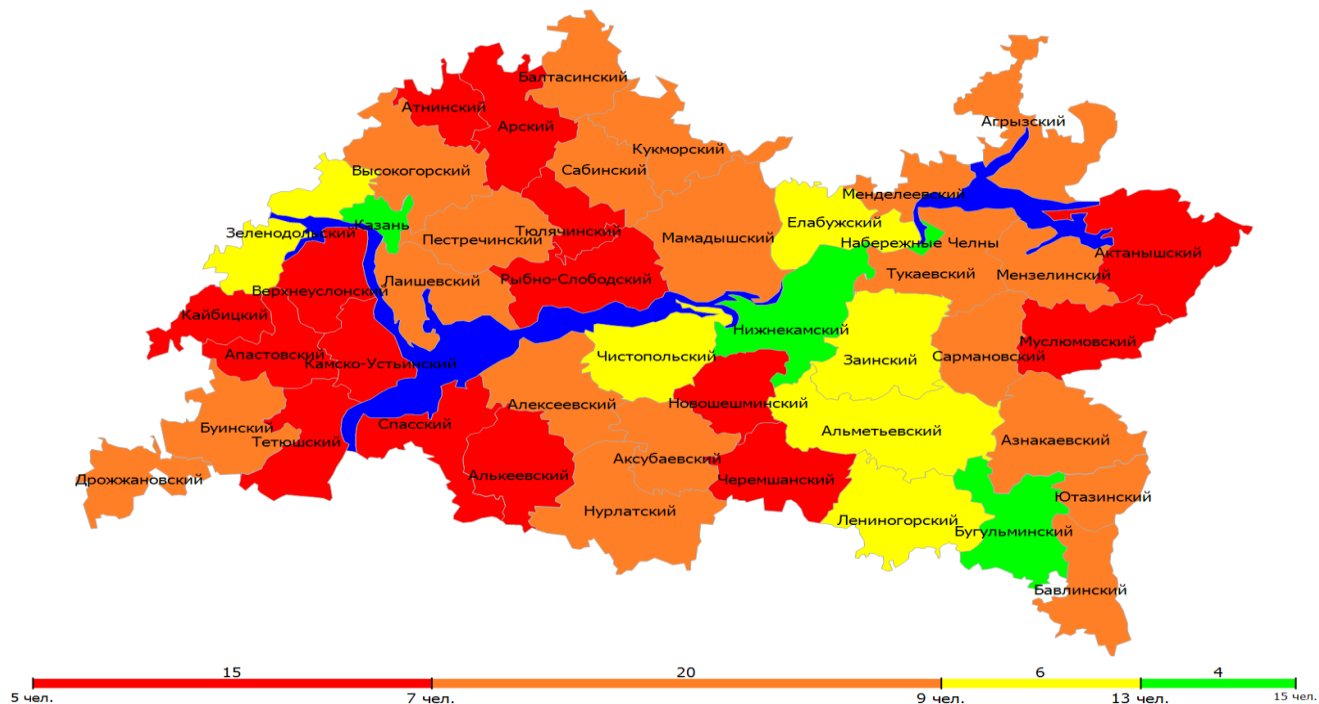 Балтасинский
Атнинский
Арский
Агрызский
Кукморский
Высокогорский
Сабинский
Менделеевский
Казань
Елабужский
Зеленодольский
Тюлячинский
Пестречинский
Мамадышский
Набережные Челны
Актанышский
Тукаевский
Мензелинский
Лаишевский
Рыбно-Слободский
Верхнеуслонский
Кайбицкий
Нижнекамский
Муслюмовский
Апастовский
Чистопольский
Заинский
Сармановский
Камско-Устьинский
Алексеевский
Новошешминский
Буинский
Спасский
Альметьевский
Тетюшский
Азнакаевский
Аксубаевский
Алькеевский
Черемшанский
Дрожжановский
Ютазинский
Нурлатский
Лениногорский
Бугульминский
Бавлинский
15 20 6 4
5 чел. 7 чел. 9 чел. 13 чел. 15 чел.